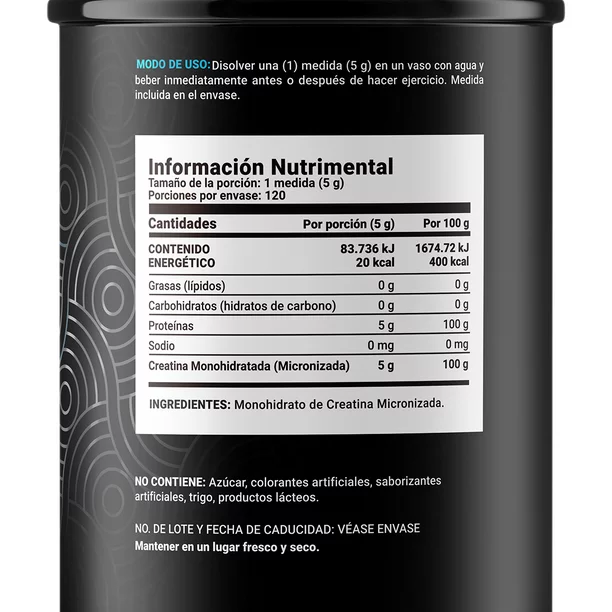 MODO DE USO: Disolver una (1) medida (5 g) en un vaso con agua y
beber inmediatamente antes o después de hacer ejercicio. Medida
incluida en el envase.
Información Nutrimental
Tamaño de la porción: 1 medida (5 g)
Porciones por envase: 120
Cantidades Por porción (5 g) Por 100 g
CONTENIDO 83.736 kJ 1674.72 kJ
ENERGÉTICO 20 kcal 400 kcal
Grasas (lípidos) 0 g 0 g
Carbohidratos (hidratos de carbono) 0 g 0 g
Proteínas 5 g 100 g
Sodio 0 mg 0 mg
Creatina Monohidratada (Micronizada) 5 g 100 g
INGREDIENTES: Monohidrato de Creatina Micronizada.
NO CONTIENE: Azúcar, colorantes artificiales, saborizantes
artificiales, trigo, productos lácteos.
NO. DE LOTE Y FECHA DE CADUCIDAD: VÉASE ENVASE
Mantener en un lugar fresco y seco.